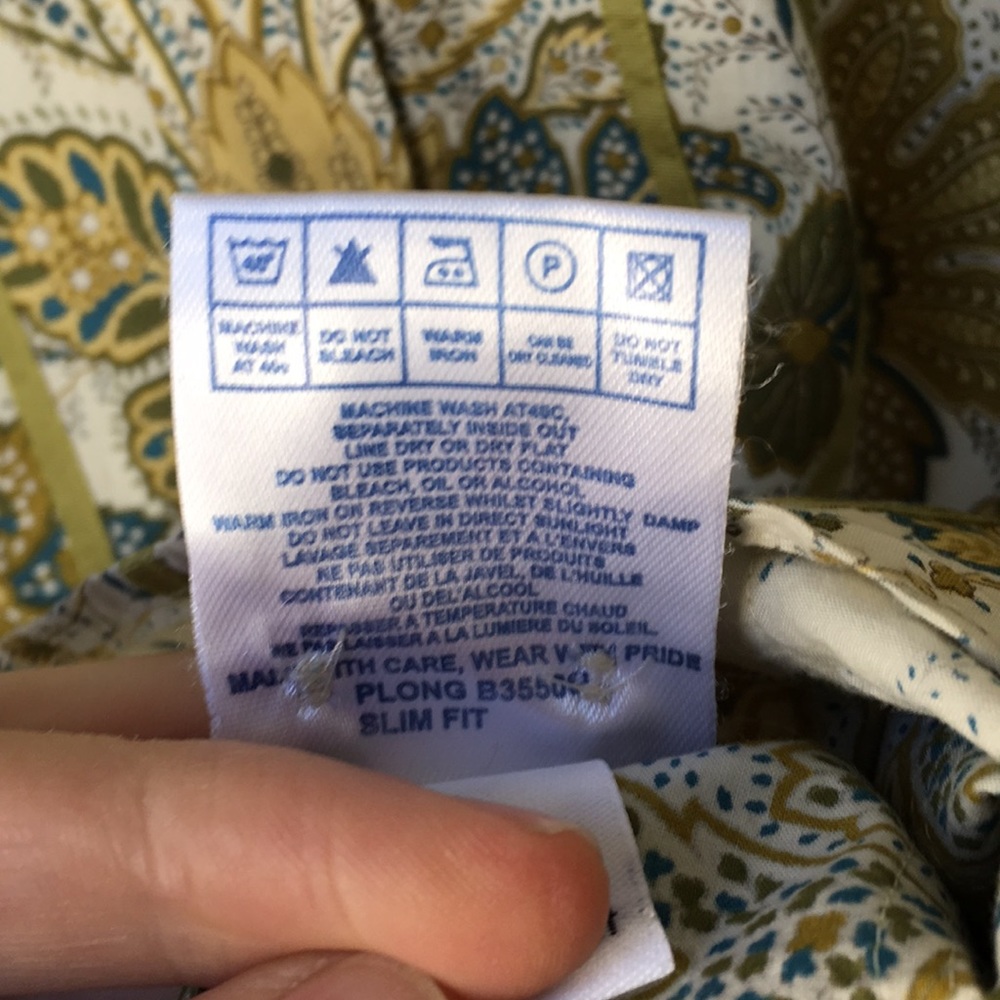 40°
P
MACHINE WASH AT 40c
DO NOT BLEACH
WARM IRON
CAN BE DRY CLEANED
DO NOT TUMBLE DRY
MACHINE WASH AT 40C,
SEPARATELY INSIDE OUT
LINE DRY OR DRY FLAT
DO NOT USE PRODUCTS CONTAINING
BLEACH, OIL OR ALCOHOL
WARM IRON ON REVERSE WHILST SLIGHTLY DAMP
DO NOT LEAVE IN DIRECT SUNLIGHT
LAVAGE SEPAREMENT ET A L'ENVERS
NE PAS UTILISER DE PRODUITS
CONTENANT DE LA JAVEL, DE L'HUILLE
OU DEL'ALCOOL
REPASSER A TEMPERATURE CHAUD
NE PAS LAISSER A LA LUMIERE DU SOLEIL
WITH CARE, WEAR WITH PRIDE
PLONG
SLIM FIT